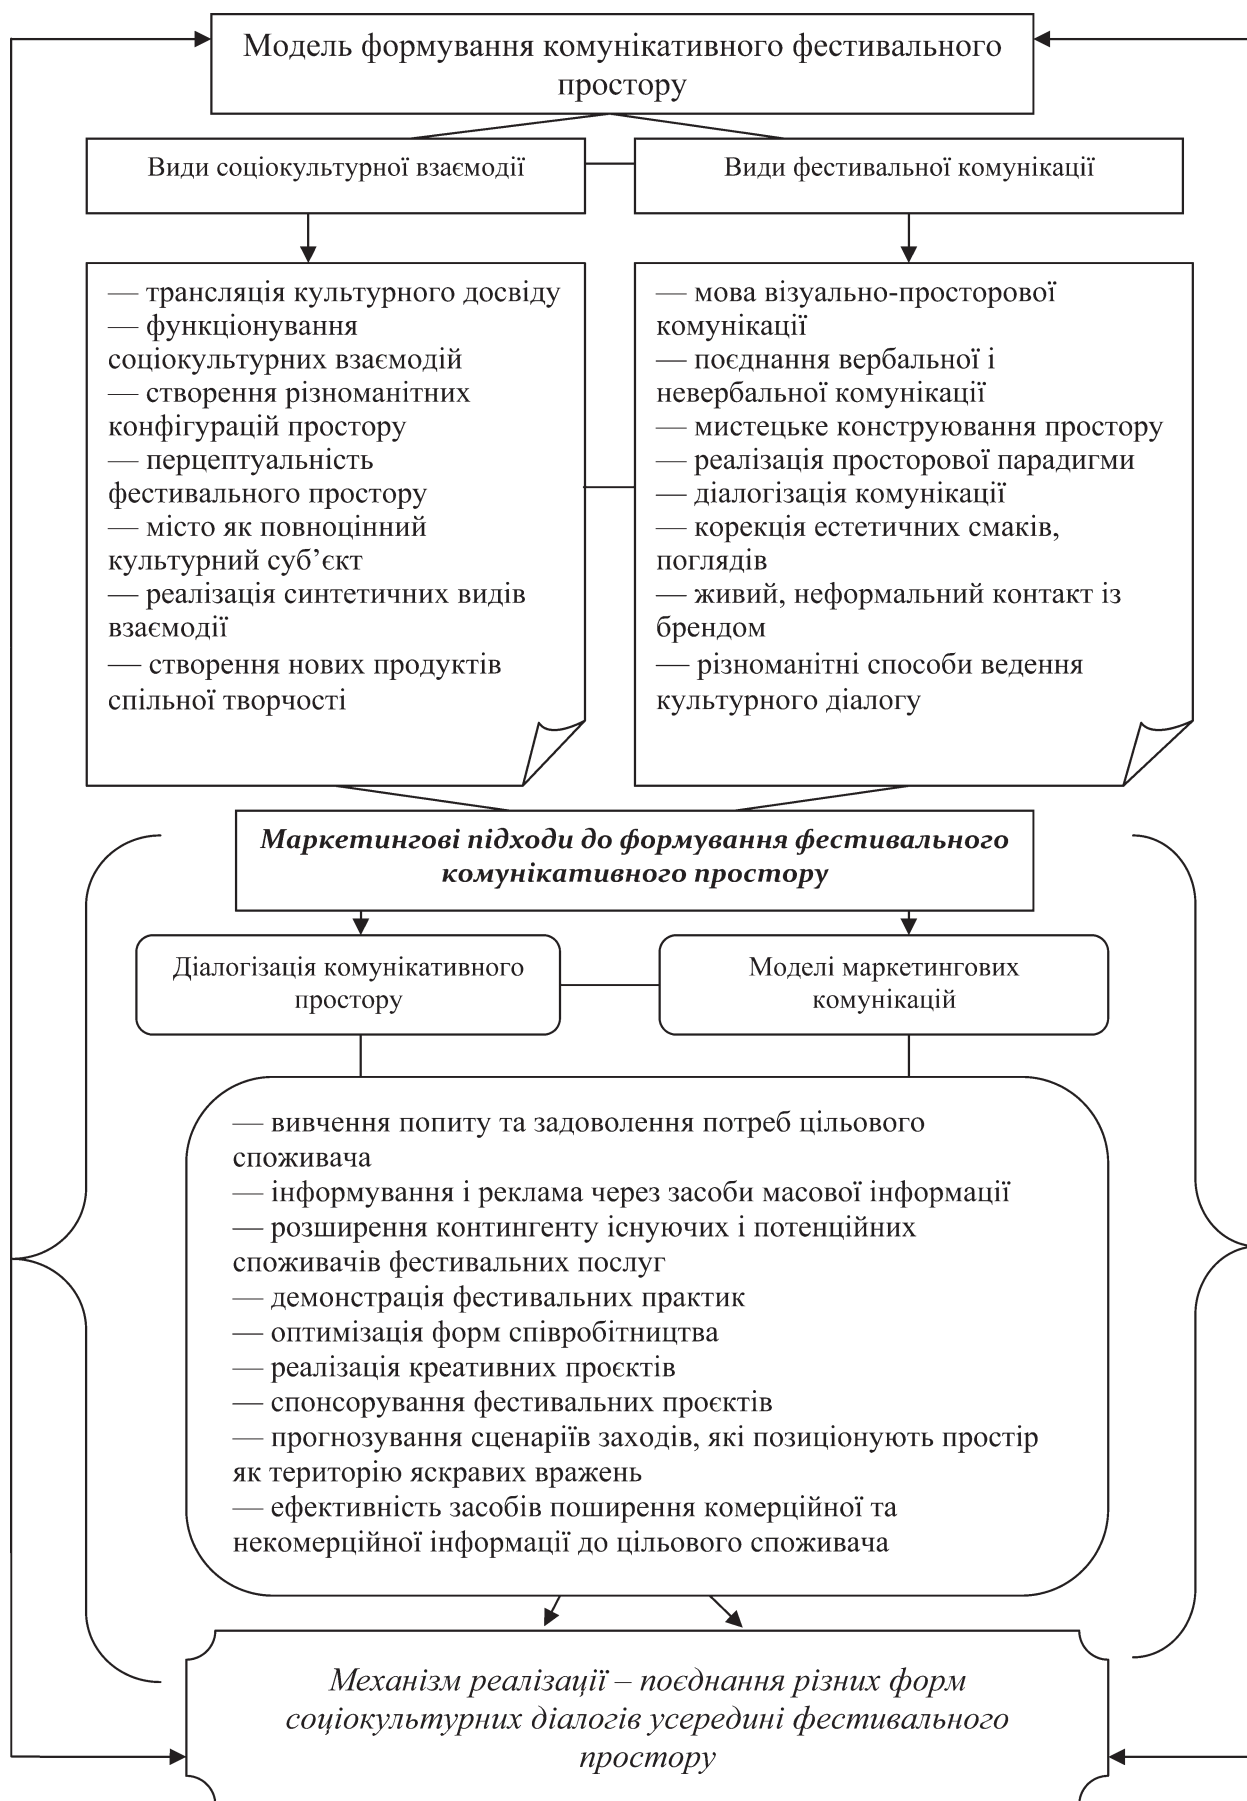 Модель формування комунікативного фестивального
простору
Види соціокультурної взаємодії
Види фестивальної комунікації
— трансляція культурного досвіду
— функціонування
соціокультурних взаємодій
— створення різноманітних
конфігурацій простору
— перцептуальність
фестивального простору
— місто як повноцінний
культурний суб’єкт
— реалізація синтетичних видів
взаємодії
— створення нових продуктів
спільної творчості
— мова візуально-просторової
комунікації
— поєднання вербальної і
невербальної комунікації
— мистецьке конструювання простору
— реалізація просторової парадигми
— діалогізація комунікації
— корекція естетичних смаків,
поглядів
— живий, неформальний контакт із
брендом
— різноманітні способи ведення
культурного діалогу
Маркетингові підходи до формування фестивального
комунікативного простору
Діалогізація комунікативного
простору
Моделі маркетингових
комунікацій
— вивчення попиту та задоволення потреб цільового
споживача
— інформування і реклама через засоби масової інформації
— розширення контингенту існуючих і потенційних
споживачів фестивальних послуг
— демонстрація фестивальних практик
— оптимізація форм співробітництва
— реалізація креативних проєктів
— спонсорування фестивальних проєктів
— прогнозування сценаріїв заходів, які позиціонують простір
як територію яскравих вражень
— ефективність засобів поширення комерційної та
некомерційної інформації до цільового споживача
Механізм реалізації – поєднання різних форм
соціокультурних діалогів усередині фестивального
простору